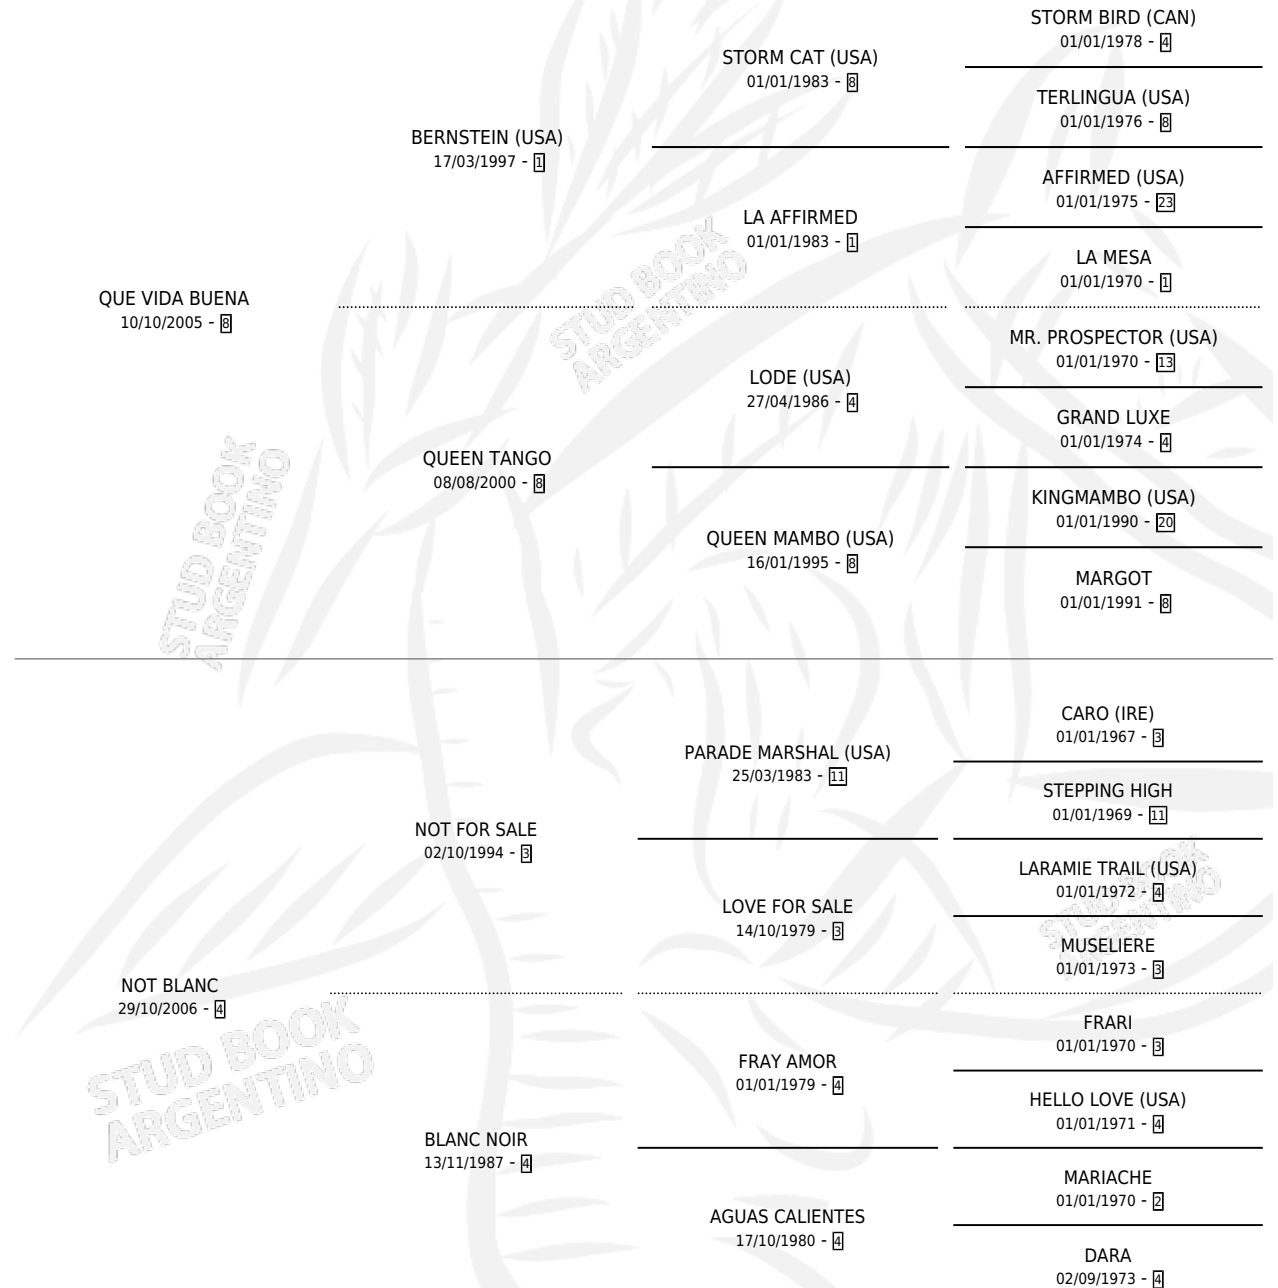 STORM BIRD (CAN)
01/01/1978 - 4
STORM CAT (USA)
01/01/1983 - 8
TERLINGUA (USA)
01/01/1976 - 8
BERNSTEIN (USA)
17/03/1997 - 1
AFFIRMED (USA)
01/01/1975 - 23
LA AFFIRMED
01/01/1983 - 1
LA MESA
01/01/1970 - 1
QUE VIDA BUENA
10/10/2005 - 8
MR. PROSPECTOR (USA)
01/01/1970 - 13
LODE (USA)
27/04/1986 - 4
GRAND LUXE
01/01/1974 - 4
QUEEN TANGO
08/08/2000 - 8
KINGMAMBO (USA)
01/01/1990 - 20
QUEEN MAMBO (USA)
16/01/1995 - 8
MARGOT
01/01/1991 - 8
CARO (IRE)
01/01/1967 - 3
PARADE MARSHAL (USA)
25/03/1983 - 11
STEPPING HIGH
01/01/1969 - 11
NOT FOR SALE
02/10/1994 - 3
LARAMIE TRAIL (USA)
01/01/1972 - 4
LOVE FOR SALE
14/10/1979 - 3
MUSELIERE
01/01/1973 - 3
NOT BLANC
29/10/2006 - 4
FRARI
01/01/1970 - 3
FRAY AMOR
01/01/1979 - 4
HELLO LOVE (USA)
01/01/1971 - 4
BLANC NOIR
13/11/1987 - 4
MARIACHE
01/01/1970 - 2
AGUAS CALIENTES
17/10/1980 - 4
DARA
02/09/1973 - 4
STUD BOOK
ARGENTINO
STUD BOOK
ARGENTINO
STUD BOOK
ARGENTINO
STUD BOOK
ARGENTINO